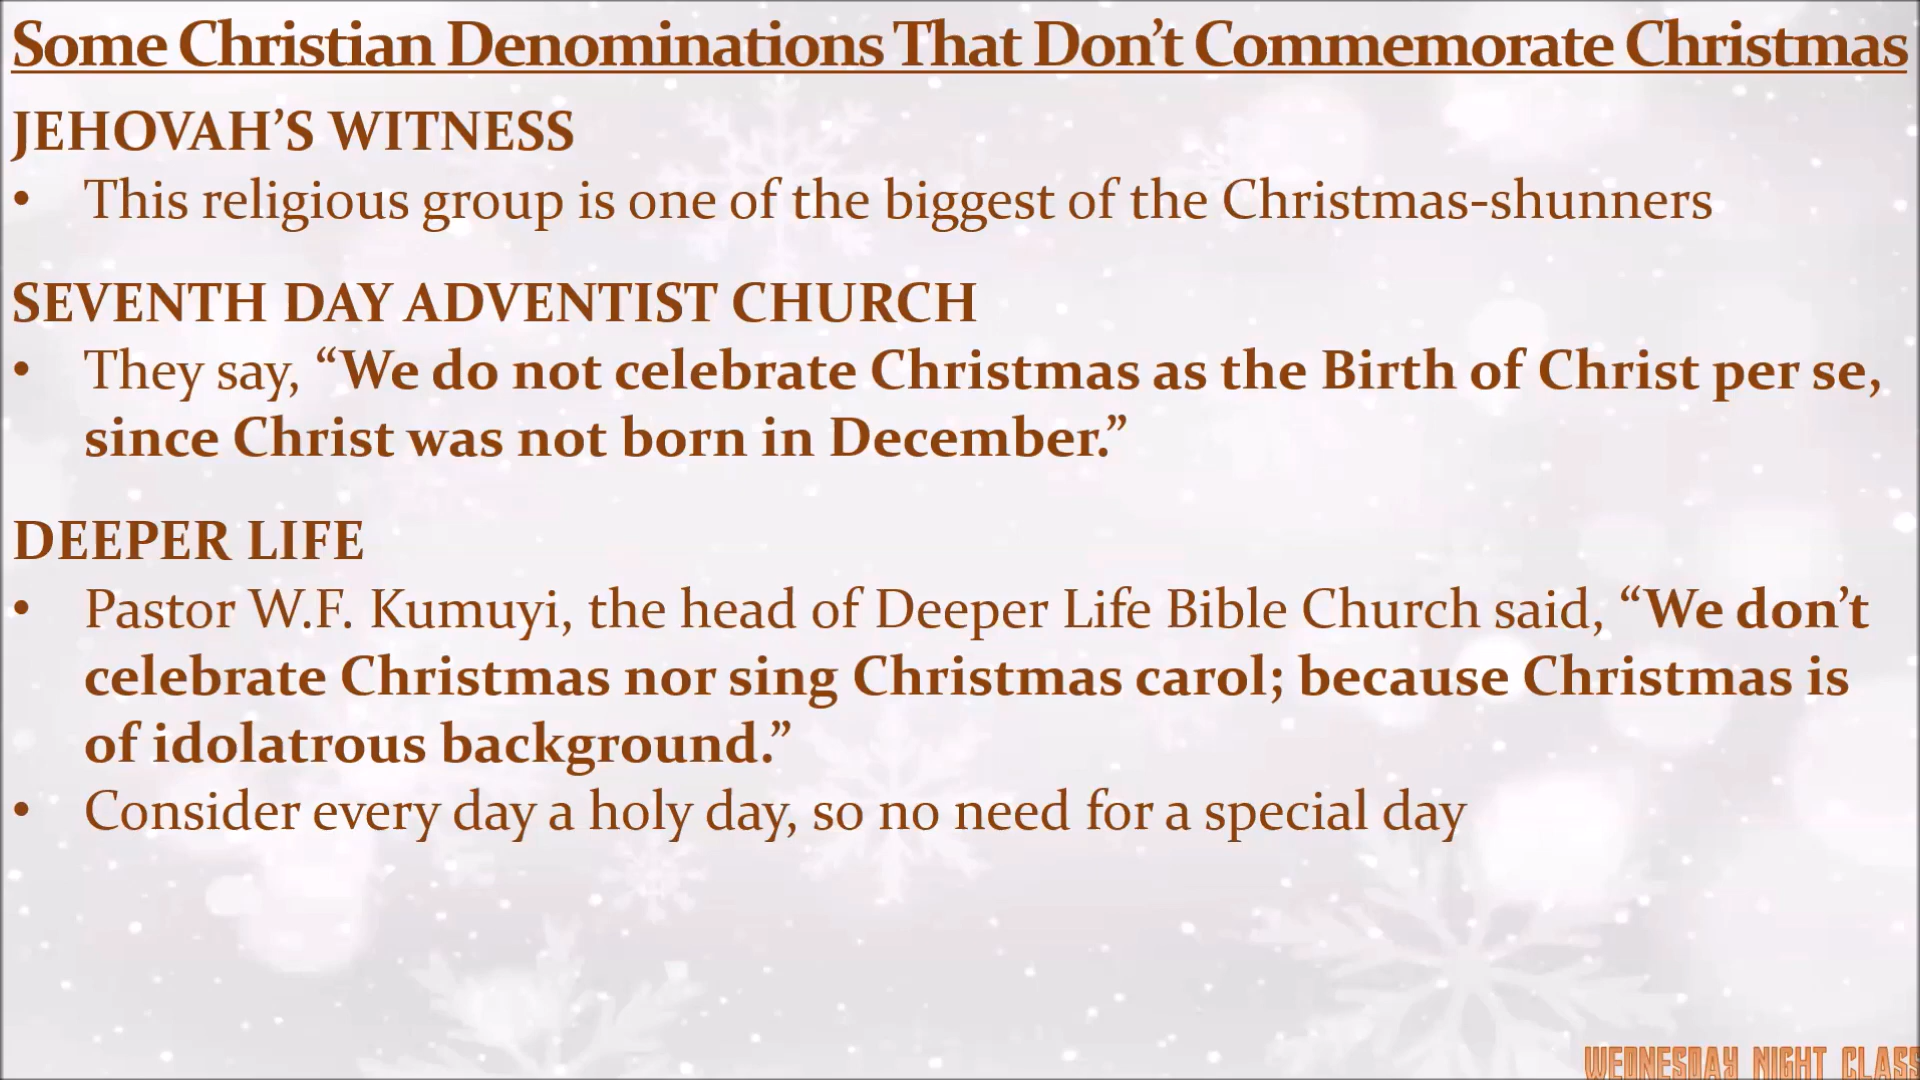 Some Christian Denominations That Don’t Commemorate Christmas
JEHOVAH’S WITNESS
• This religious group is one of the biggest of the Christmas-shunners
SEVENTH DAY ADVENTIST CHURCH
• They say, “We do not celebrate Christmas as the Birth of Christ per se,
since Christ was not born in December.”
DEEPER LIFE
• Pastor W.F. Kumuyi, the head of Deeper Life Bible Church said, “We don’t
celebrate Christmas nor sing Christmas carol; because Christmas is
of idolatrous background.”
• Consider every day a holy day, so no need for a special day
WEDNESDAY NIGHT CLASS